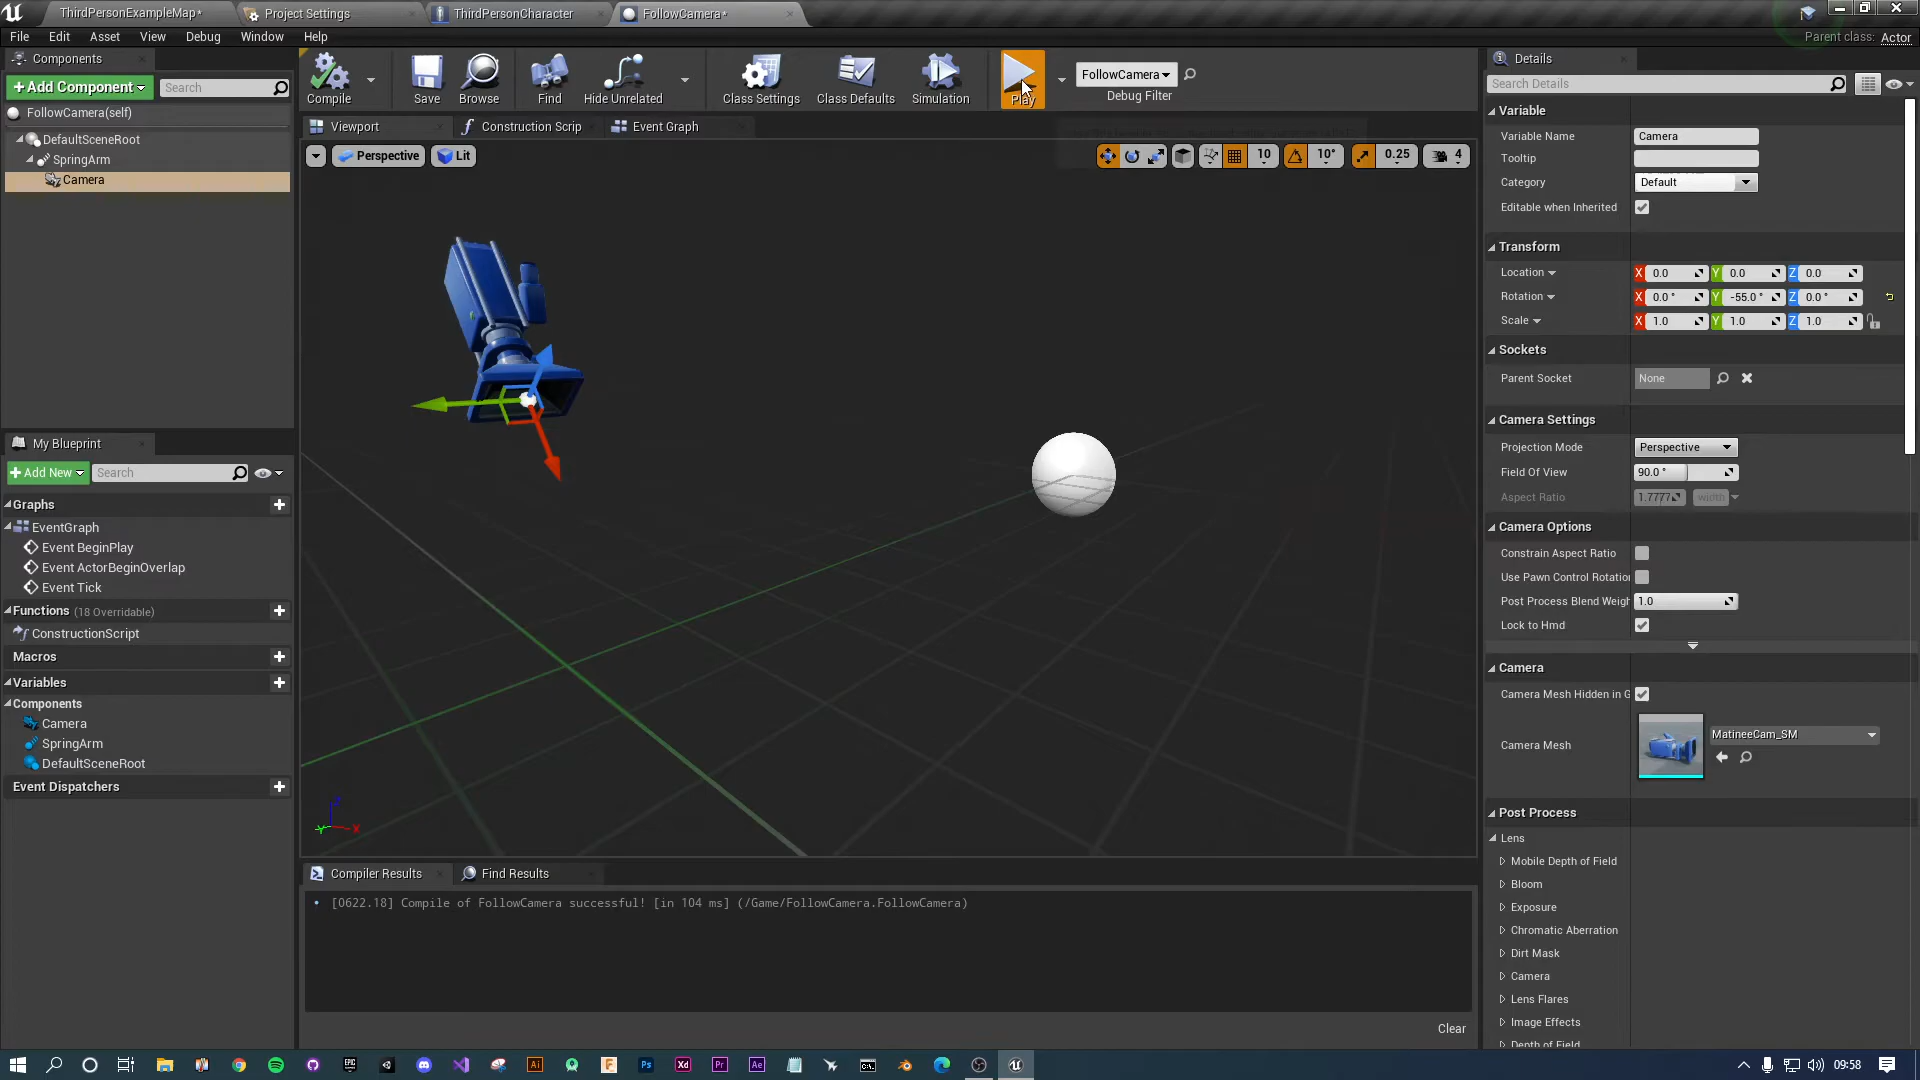 ThirdPersonExampleMap*
Project Settings
ThirdPersonCharacter
FollowCamera*
File Edit Asset View Debug Window Help
Parent class: Actor
Components
+Add Component
Search
FollowCamera(self)
DefaultSceneRoot
SpringArm
Camera
Compile
Save
Browse
Find
Hide Unrelated
Class Settings
Class Defaults
Simulation
Play
FollowCamera
Debug Filter
Viewport
Construction Scrip
Event Graph
Perspective
Lit
10
10°
0.25
4
My Blueprint
+Add New
Search
Graphs
EventGraph
Event BeginPlay
Event ActorBeginOverlap
Event Tick
Functions (18 Overridable)
ConstructionScript
Macros
Variables
Components
Camera
SpringArm
DefaultSceneRoot
Event Dispatchers
Compiler Results
Find Results
[0622.18] Compile of FollowCamera successful! [in 104 ms] (/Game/FollowCamera.FollowCamera)
Clear
Details
Search Details
Variable
Variable Name Camera
Tooltip
Category Default
Editable when Inherited
Transform
Location X 0.0 Y 0.0 Z 0.0
Rotation X 0.0° Y -55.0° Z 0.0°
Scale X 1.0 Y 1.0 Z 1.0
Sockets
Parent Socket None
Camera Settings
Projection Mode Perspective
Field Of View 90.0°
Aspect Ratio 1.7777 width
Camera Options
Constrain Aspect Ratio
Use Pawn Control Rotation
Post Process Blend Weigh 1.0
Lock to Hmd
Camera
Camera Mesh Hidden in G
Camera Mesh MatineeCam_SM
Post Process
Lens
Mobile Depth of Field
Bloom
Exposure
Chromatic Aberration
Dirt Mask
Camera
Lens Flares
Image Effects
Depth of Field
09:58